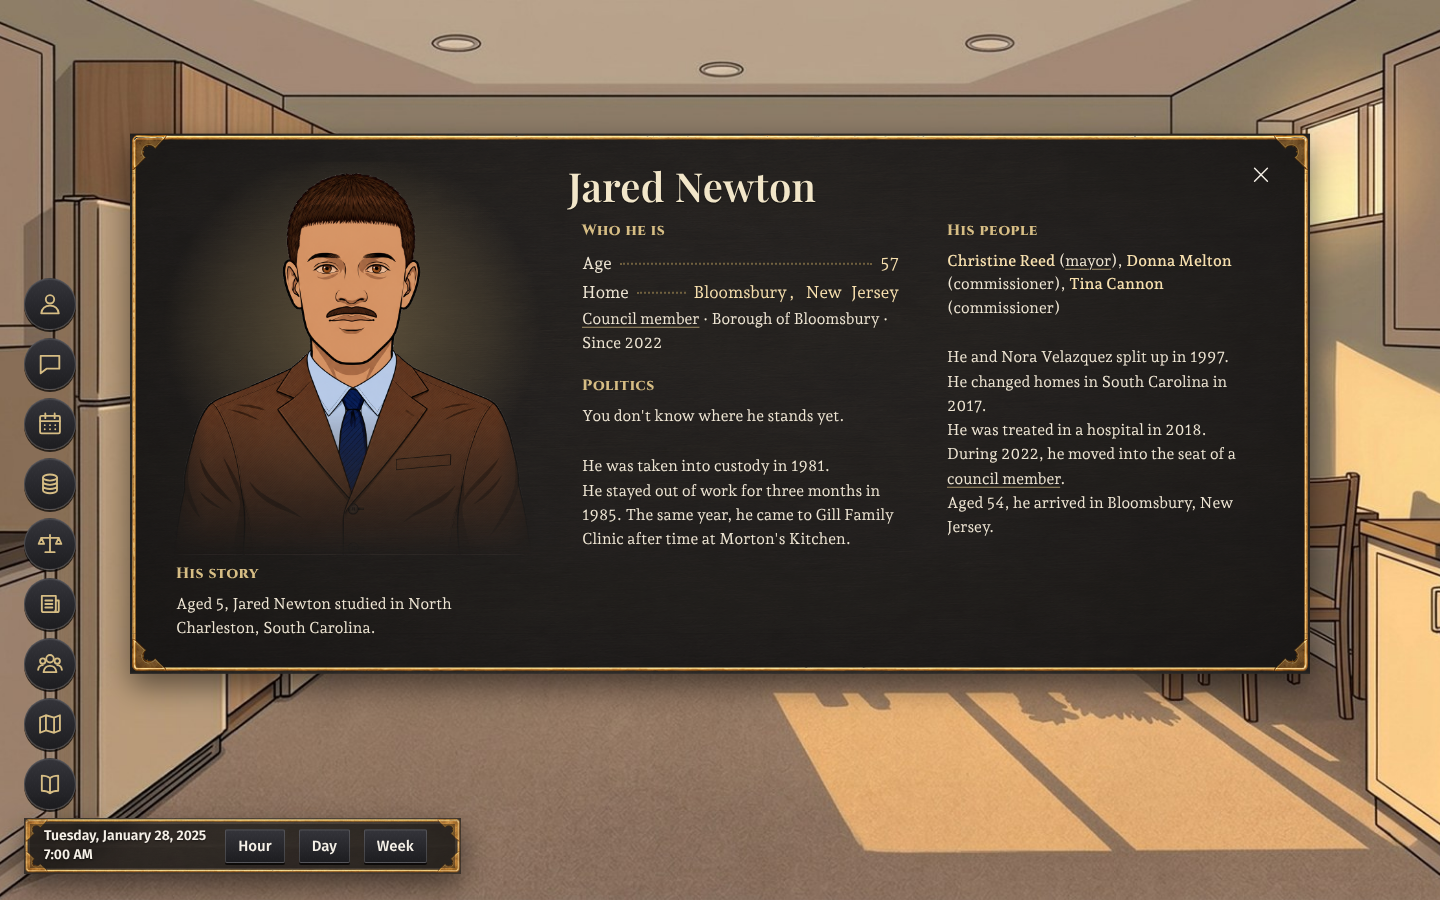 Jared Newton
WHO HE IS
Age 57
Home Bloomsbury, New Jersey
Council member · Borough of Bloomsbury ·
Since 2022
POLITICS
You don't know where he stands yet.
He was taken into custody in 1981.
He stayed out of work for three months in
1985. The same year, he came to Gill Family
Clinic after time at Morton's Kitchen.
HIS PEOPLE
Christine Reed (mayor), Donna Melton
(commissioner), Tina Cannon
(commissioner)
He and Nora Velazquez split up in 1997.
He changed homes in South Carolina in
2017.
He was treated in a hospital in 2018.
During 2022, he moved into the seat of a
council member.
Aged 54, he arrived in Bloomsbury, New
Jersey.
HIS STORY
Aged 5, Jared Newton studied in North
Charleston, South Carolina.
Tuesday, January 28, 2025
7:00 AM
Hour
Day
Week